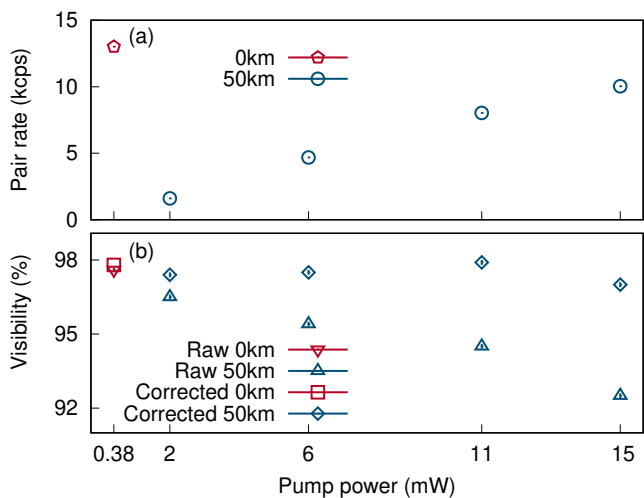 15
(a)
0km
50km
10
5
0
Pair rate (kcps)
(b)
98
95
92
Visibility (%)
Raw 0km
Raw 50km
Corrected 0km
Corrected 50km
0.38 2 6 11 15
Pump power (mW)